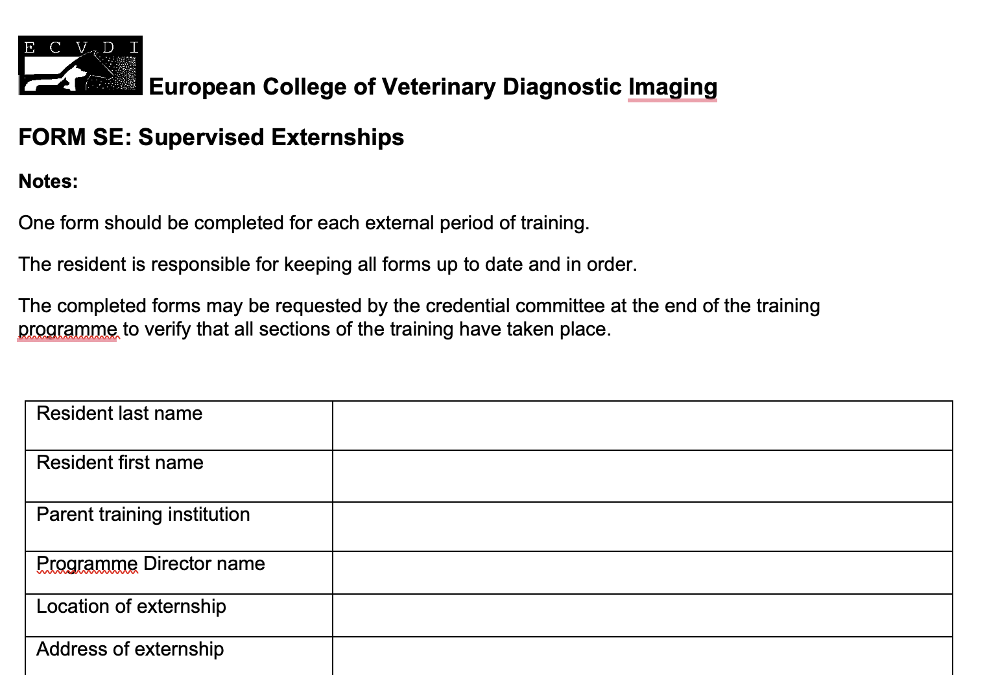 E C V D I
European College of Veterinary Diagnostic Imaging
FORM SE: Supervised Externships
Notes:
One form should be completed for each external period of training.
The resident is responsible for keeping all forms up to date and in order.
The completed forms may be requested by the credential committee at the end of the training
programme to verify that all sections of the training have taken place.
Resident last name
Resident first name
Parent training institution
Programme Director name
Location of externship
Address of externship